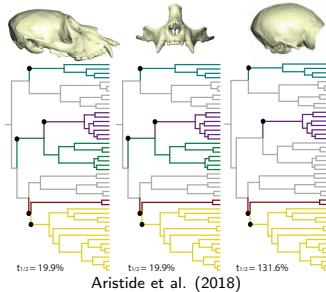 t1/2 = 19.9% t1/2 = 19.9% t1/2 = 131.6%
Aristide et al. (2018)